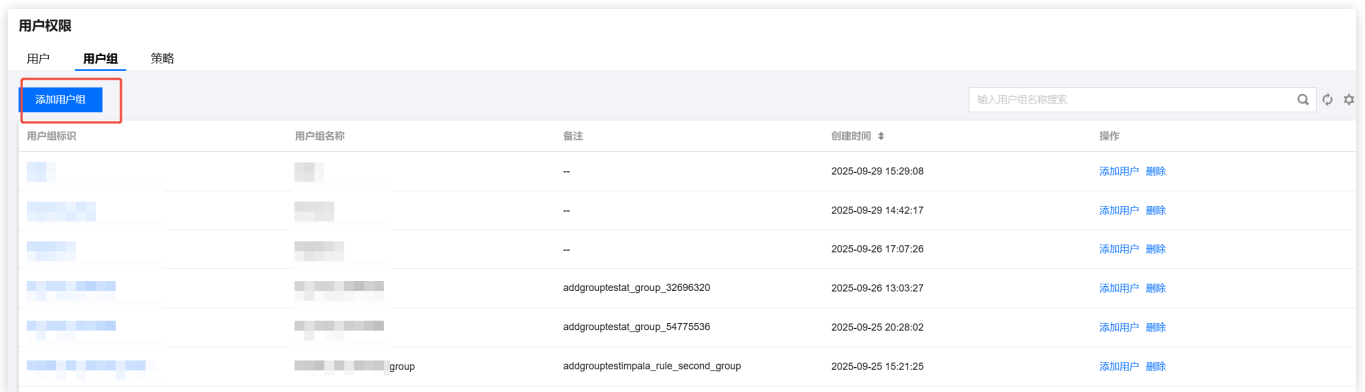 用户权限
用户 用户组 策略
添加用户组 输入用户组名称搜索
用户组标识 用户组名称 备注 创建时间 操作
-- 2025-09-29 15:29:08 添加用户 删除
-- 2025-09-29 14:42:17 添加用户 删除
-- 2025-09-26 17:07:26 添加用户 删除
addgrouptestat_group_32696320 2025-09-26 13:03:27 添加用户 删除
addgrouptestat_group_54775536 2025-09-25 20:28:02 添加用户 删除
group addgrouptestimpala_rule_second_group 2025-09-25 15:21:25 添加用户 删除